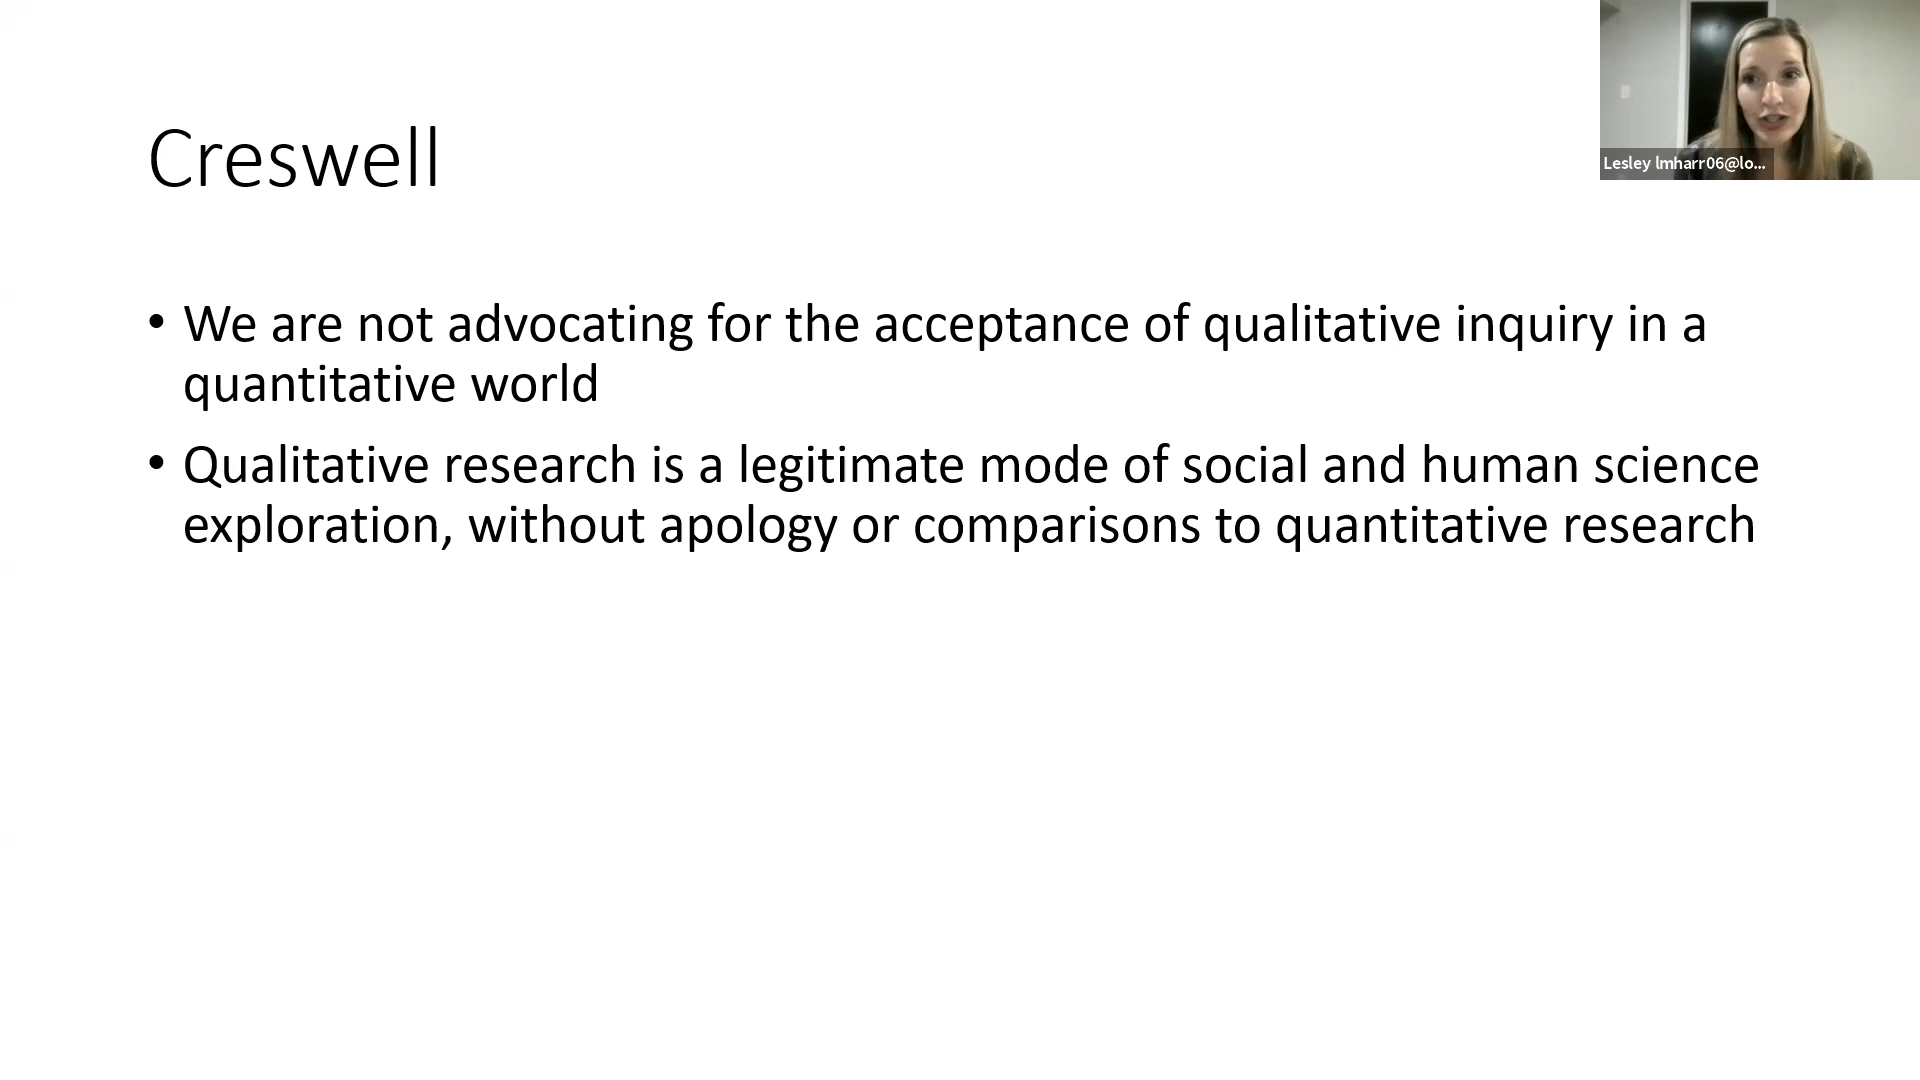 Creswell
• We are not advocating for the acceptance of qualitative inquiry in a
quantitative world
• Qualitative research is a legitimate mode of social and human science
exploration, without apology or comparisons to quantitative research
Lesley lmharr06@lo...